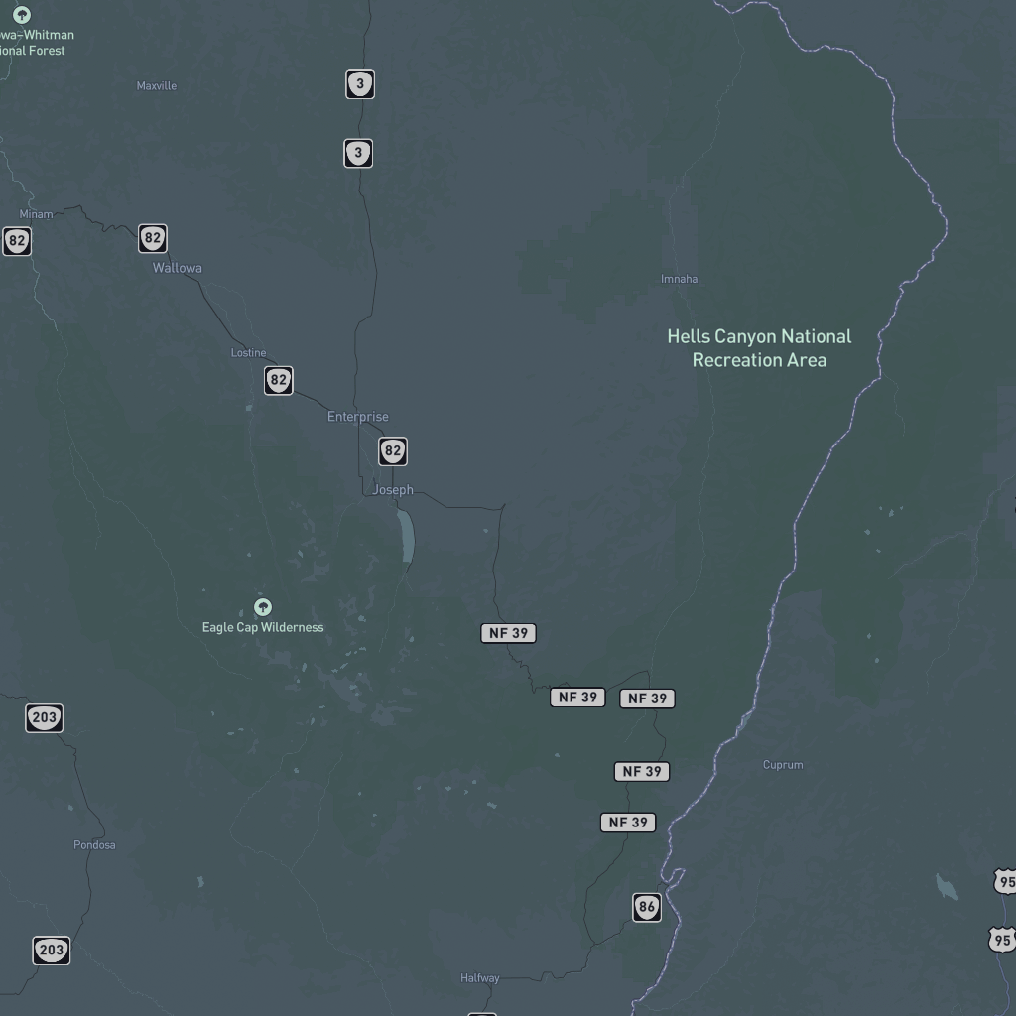 wa-Whitman
ional Forest
Maxville
3
3
Minam
82
82
Wallowa
Imnaha
Hells Canyon National
Recreation Area
Lostine
82
Enterprise
82
Joseph
Eagle Cap Wilderness
NF 39
NF 39
NF 39
203
Cuprum
NF 39
NF 39
Pondosa
95
86
95
203
Halfway